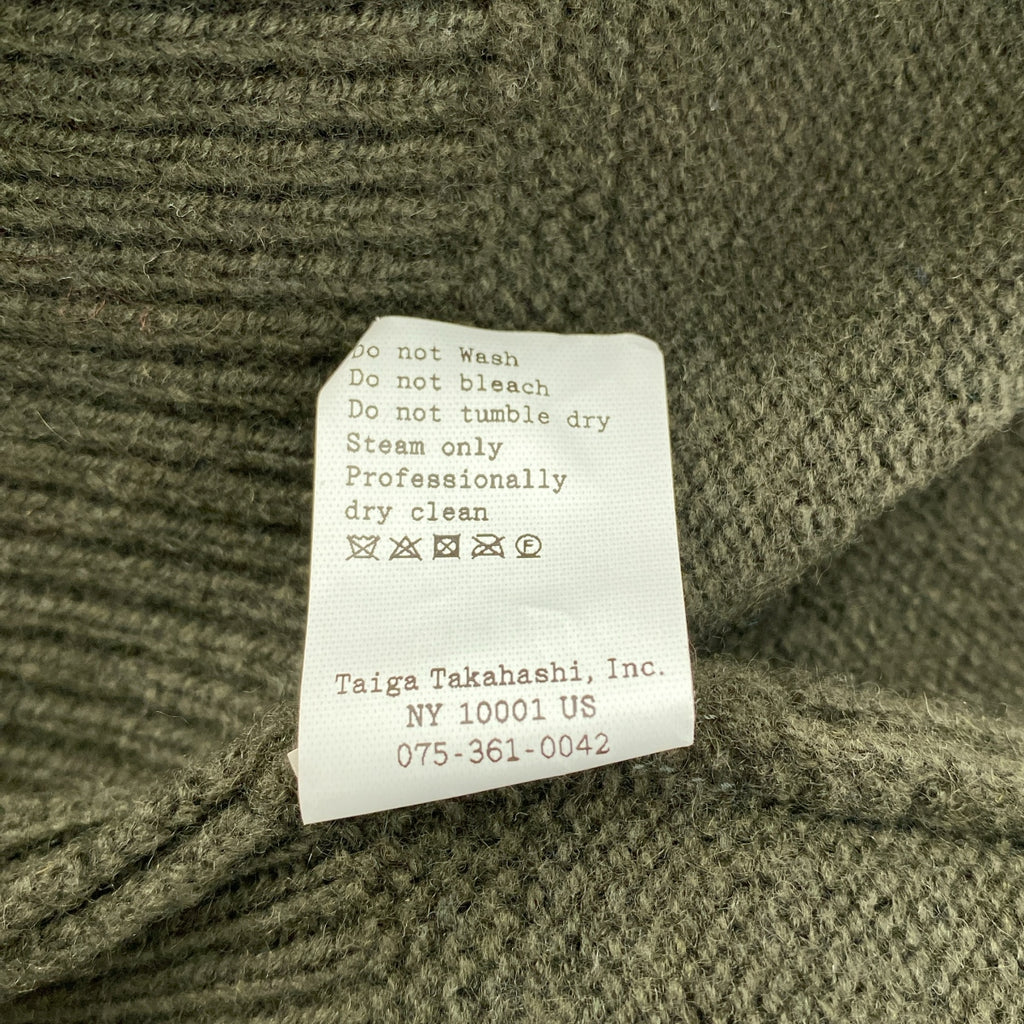 Do not Wash
Do not bleach
Do not tumble dry
Steam only
Professionally
dry clean
Ⓕ
Taiga Takahashi, Inc.
NY 10001 US
075-361-0042